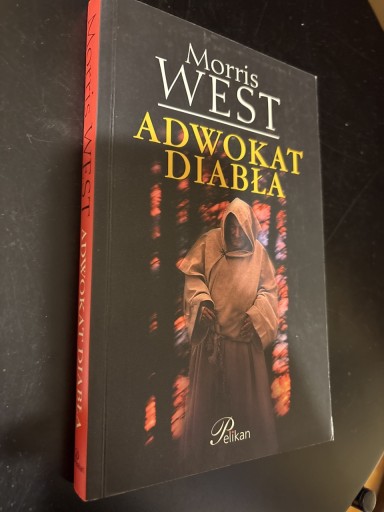 Morris
WEST
ADWOKAT
DIABŁA
Pelikan
MORRIS WEST ADWOKAT DIABŁA